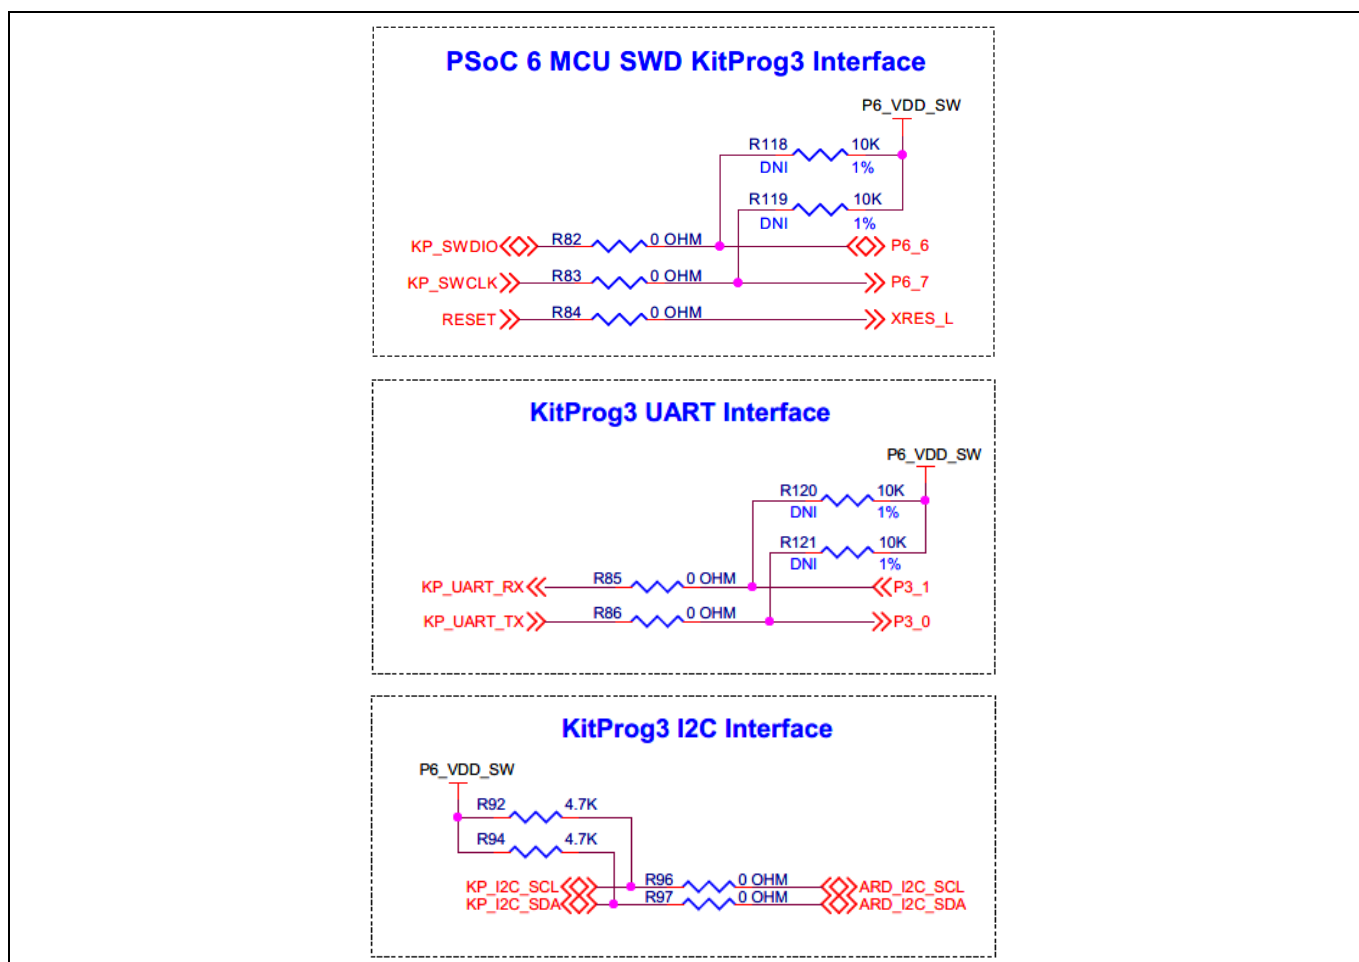 PSoC 6 MCU SWD KitProg3 Interface
P6_VDD_SW
R118 10K
DNI 1%
R119 10K
DNI 1%
KP_SWDIO R82 0 OHM P6_6
KP_SWCLK R83 0 OHM P6_7
RESET R84 0 OHM XRES_L
KitProg3 UART Interface
P6_VDD_SW
R120 10K
DNI 1%
R121 10K
DNI 1%
KP_UART_RX R85 0 OHM P3_1
KP_UART_TX R86 0 OHM P3_0
KitProg3 I2C Interface
P6_VDD_SW
R92 4.7K
R94 4.7K
KP_I2C_SCL R96 0 OHM ARD_I2C_SCL
KP_I2C_SDA R97 0 OHM ARD_I2C_SDA